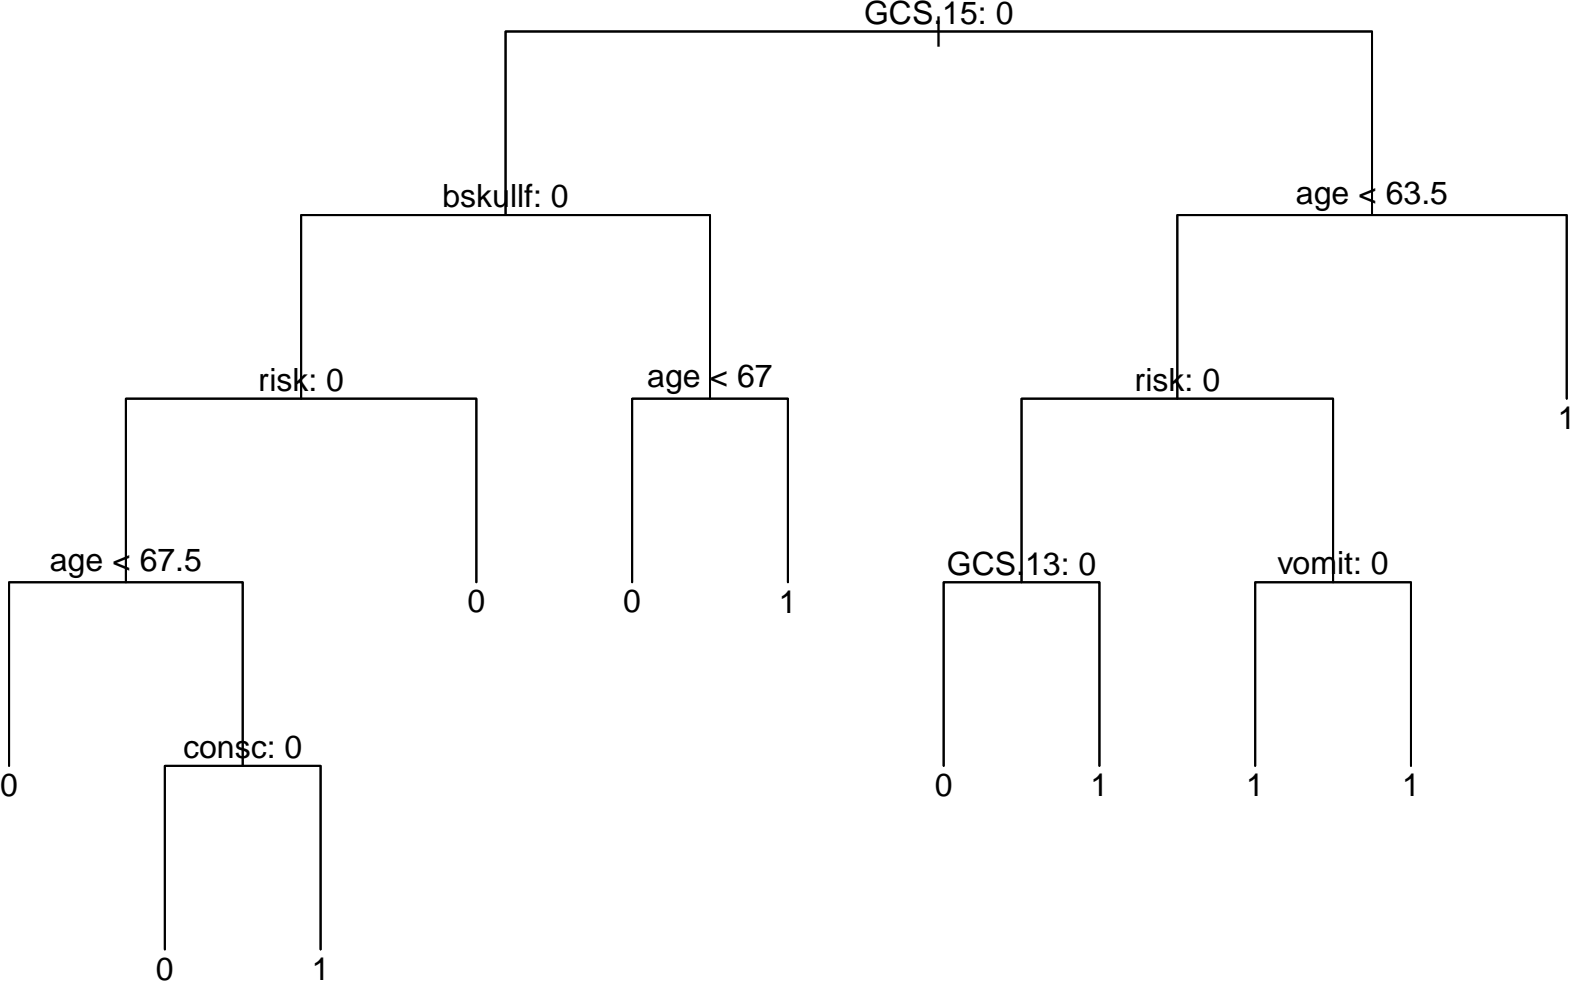 GCS.15: 0
bskullf: 0
age < 63.5
risk: 0
age < 67
risk: 0
1
age < 67.5
0
0
1
GCS.13: 0
vomit: 0
consc: 0
0
0
1
1
1
0
1